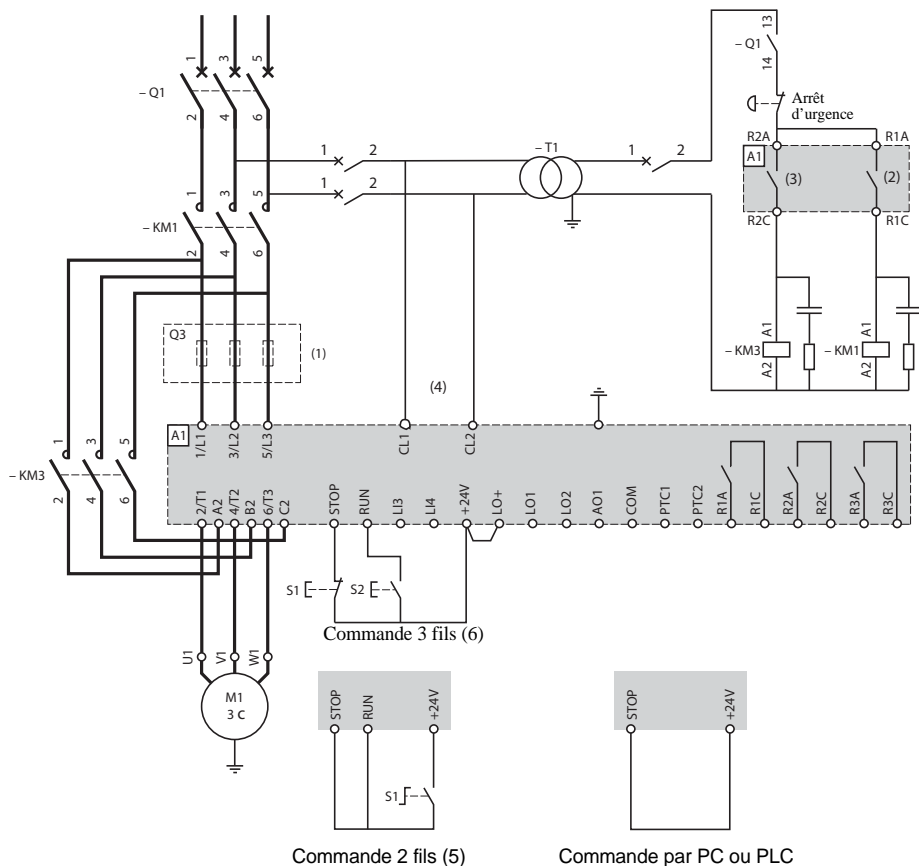 1 3 5
– Q1
2 4 6
13
– Q1
14
Arrêt
d’urgence
1 2
1 2
– T1
1 2
R2A R1A
A1
(3) (2)
R2C R1C
1 3 5
– KM1
2 4 6
Q3
(1)
(4)
A1 A1
– KM3 – KM1
A2 A2
A1
1/L1 3/L2 5/L3 CL1 CL2
1 3 5
– KM3
2 4 6
2/T1 A2 4/T2 B2 6/T3 C2 STOP RUN LI3 LI4 +24V LO+ LO1 LO2 AO1 COM PTC1 PTC2 R1A R1C R2A R2C R3A R3C
S1 S2
Commande 3 fils (6)
U1 V1 W1
M1
3 c
STOP RUN +24V
S1
Commande 2 fils (5)
STOP +24V
Commande par PC ou PLC